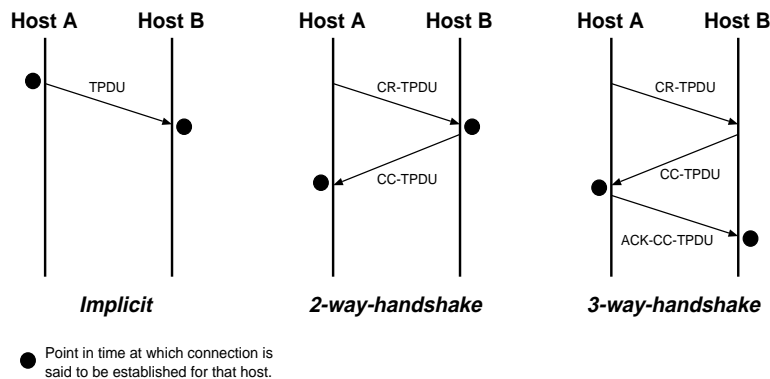 Host A Host B
TPDU
Implicit
Host A Host B
CR-TPDU
CC-TPDU
2-way-handshake
Host A Host B
CR-TPDU
CC-TPDU
ACK-CC-TPDU
3-way-handshake
Point in time at which connection is
said to be established for that host.